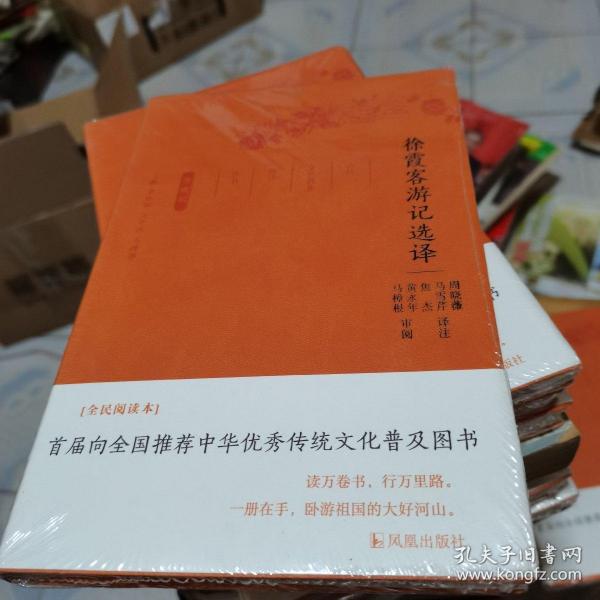 徐霞客游记选译
周晓薇
马雪芹
焦杰 译注
黄永年
马樟根 审阅
[全民阅读本]
首届向全国推荐中华优秀传统文化普及图书
读万卷书，行万里路。
一册在手，卧游祖国的大好河山。
凤凰出版社
版社
孔夫子旧书网
www.kongfz.com